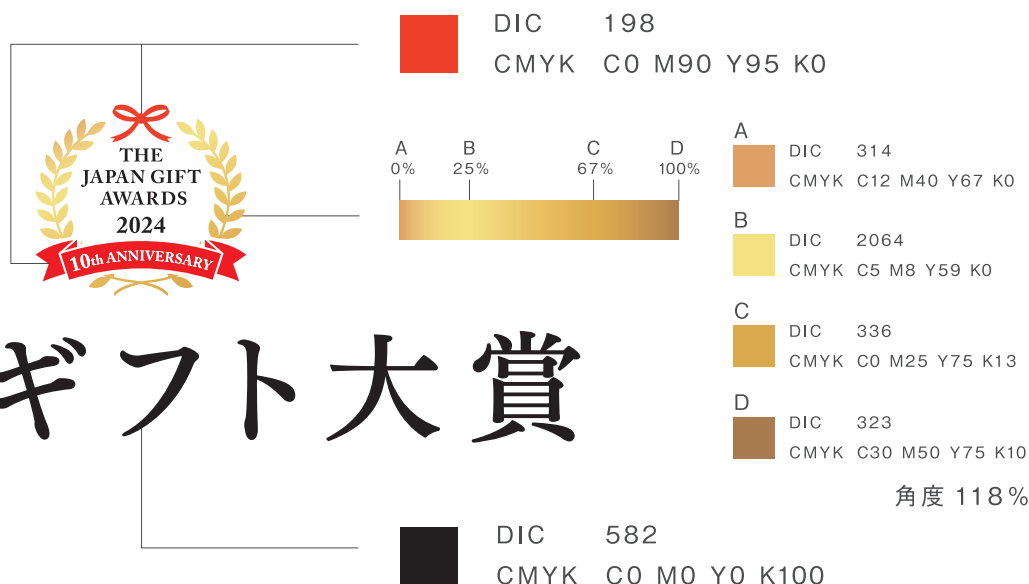 DIC 198
CMYK C0 M90 Y95 K0
THE
JAPAN GIFT
AWARDS
2024
10th ANNIVERSARY
A B C D
0% 25% 67% 100%
A
DIC 314
CMYK C12 M40 Y67 K0
B
DIC 2064
CMYK C5 M8 Y59 K0
C
DIC 336
CMYK C0 M25 Y75 K13
D
DIC 323
CMYK C30 M50 Y75 K10
角度 118%
ギフト大賞
DIC 582
CMYK C0 M0 Y0 K100